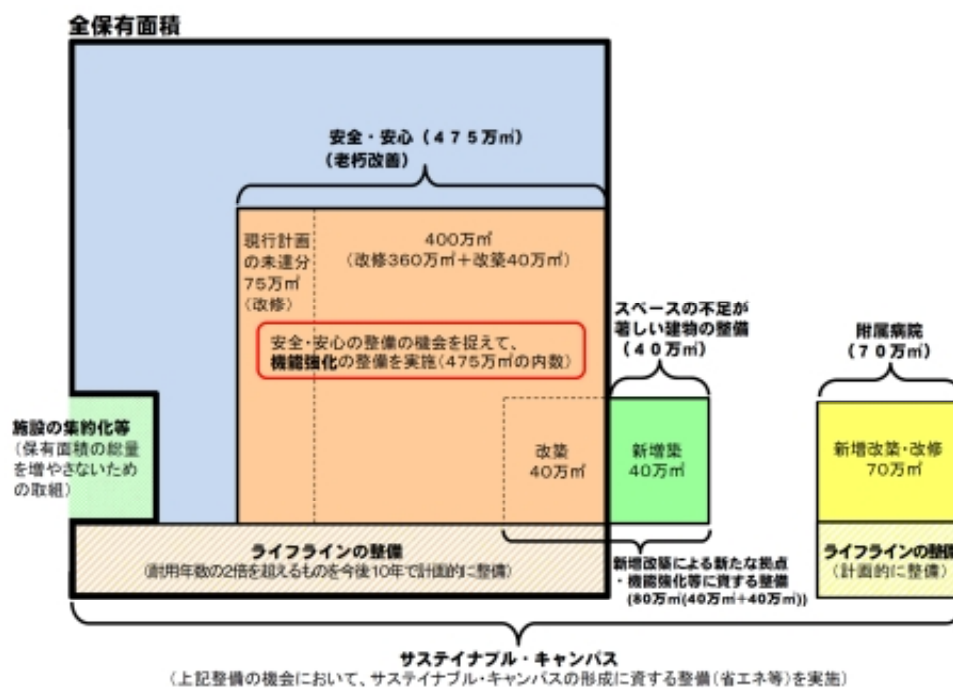 全保有面積
安全・安心(475万㎡)
(老朽改善)
現行計画
の未達分
75万㎡
(改修)
400万㎡
(改修360万㎡+改築40万㎡)
安全・安心の整備の機会を捉えて、
機能強化の整備を実施(475万㎡の内数)
スペースの不足が
著しい建物の整備
(40万㎡)
附属病院
(70万㎡)
施設の集約化等
(保有面積の総量
を増やさないため
の取組)
改築
40万㎡
新増築
40万㎡
新増改築・改修
70万㎡
ライフラインの整備
(耐用年数の2倍を超えるものを今後10年で計画的に整備)
新増改築による新たな拠点
・機能強化等に資する整備
(80万㎡(40万㎡+40万㎡))
ライフラインの整備
(計画的に整備)
サステイナブル・キャンパス
(上記整備の機会において、サステイナブル・キャンパスの形成に資する整備(省エネ等)を実施)